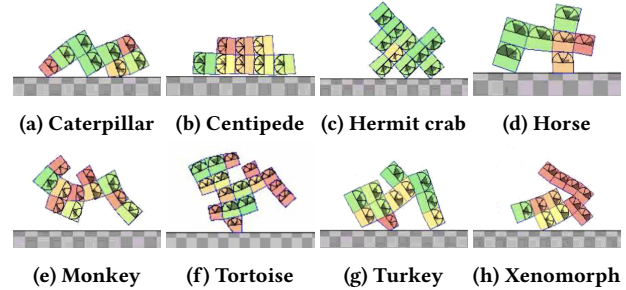 (a) Caterpillar (b) Centipede (c) Hermit crab (d) Horse
(e) Monkey (f) Tortoise (g) Turkey (h) Xenomorph